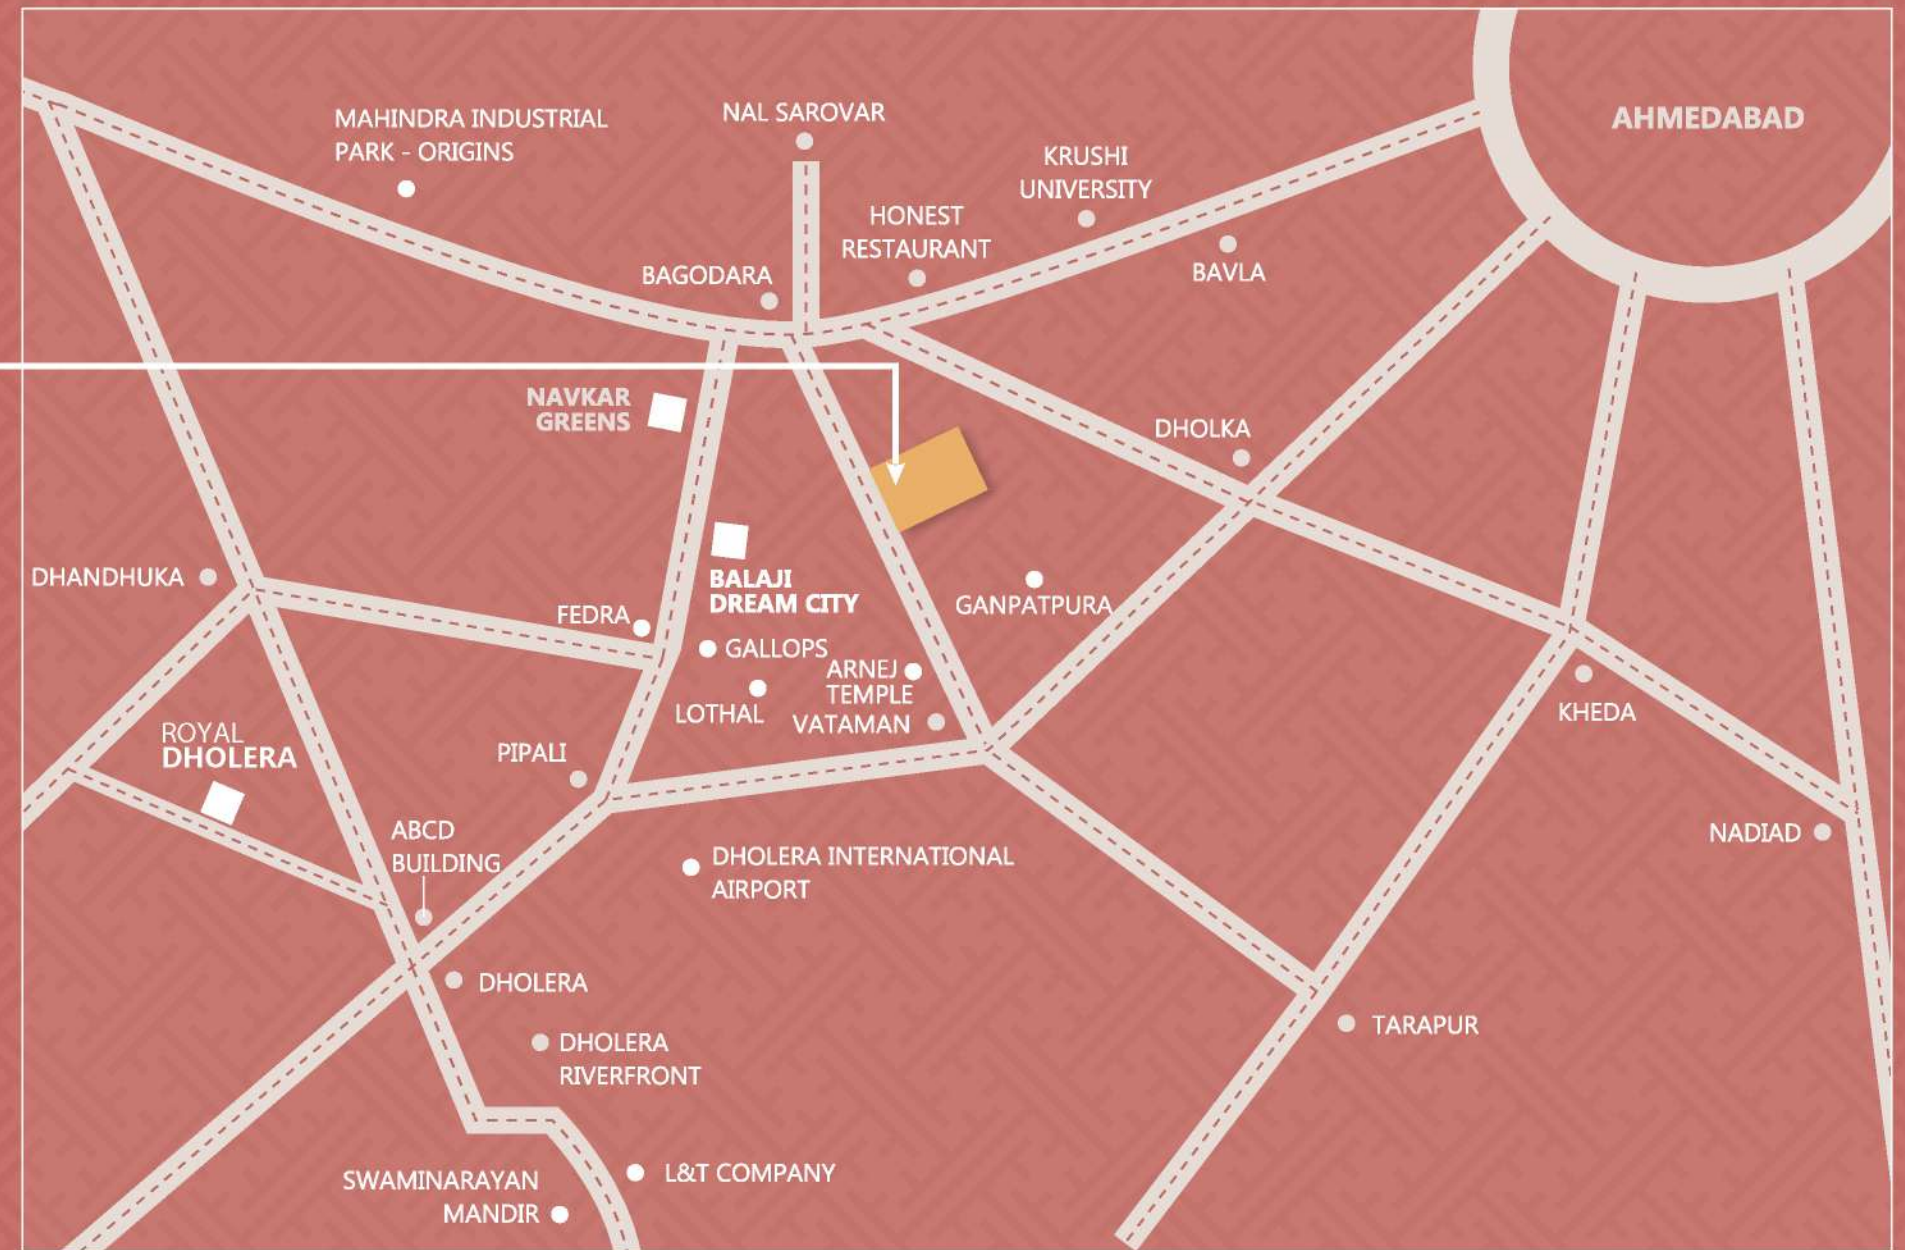 MAHINDRA INDUSTRIAL
PARK - ORIGINS
NAL SAROVAR
AHMEDABAD
KRUSHI
UNIVERSITY
HONEST
RESTAURANT
BAGODARA
BAVLA
NAVKAR
GREENS
DHOLKA
DHANDHUKA
BALAJI
DREAM CITY
FEDRA
GANPATPURA
GALLOPS
ARNEJ
TEMPLE
LOTHAL
VATAMAN
KHEDA
ROYAL
DHOLERA
PIPALI
ABCD
BUILDING
NADIAD
DHOLERA INTERNATIONAL
AIRPORT
DHOLERA
TARAPUR
DHOLERA
RIVERFRONT
L&T COMPANY
SWAMINARAYAN
MANDIR